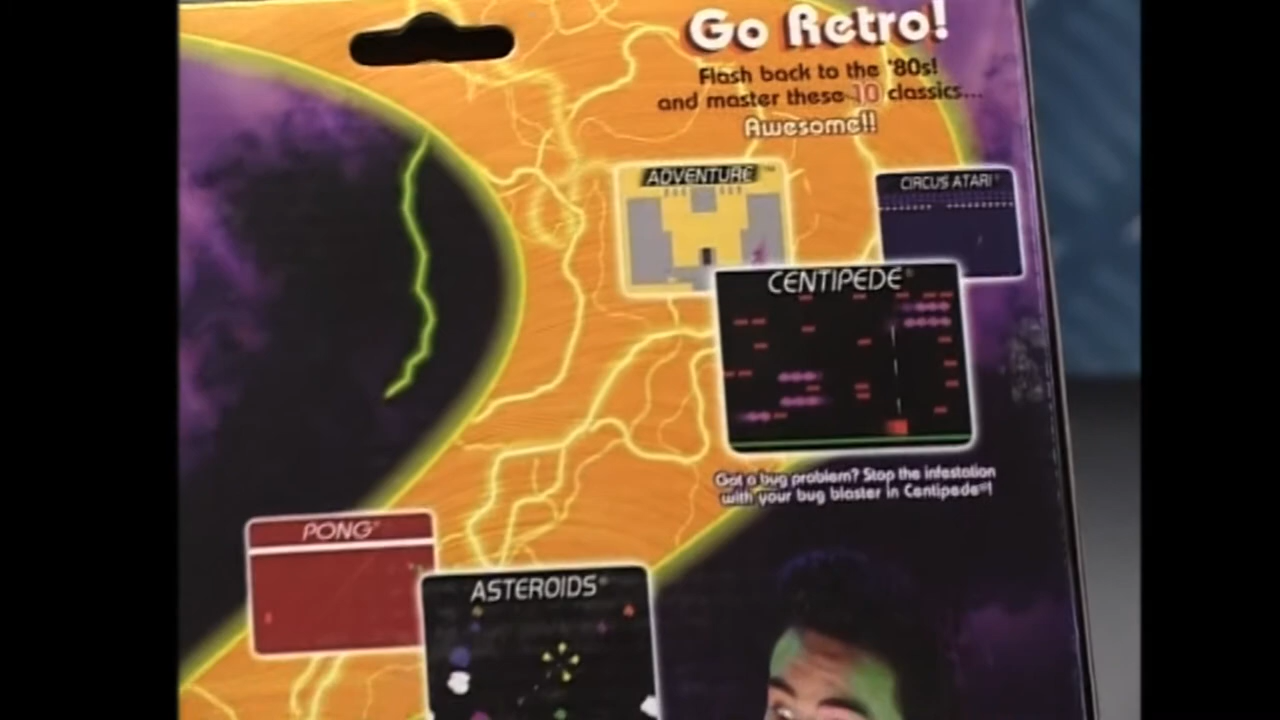 Go Retro!
Flash back to the '80s!
and master these 10 classics...
Awesome!!
ADVENTURE™
CIRCUS ATARI®
CENTIPEDE®
Got a bug problem? Stop the infestation
with your bug blaster in Centipede®!
PONG®
ASTEROIDS®